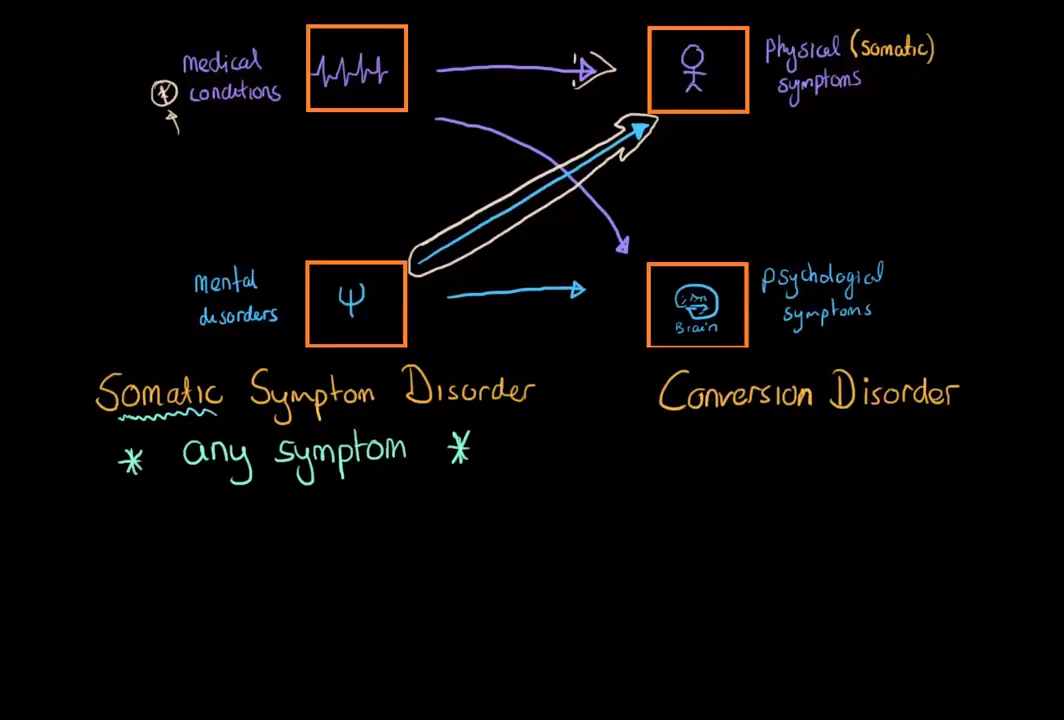 medical
conditions
Physical (somatic)
symptoms
mental
disorders
Ψ
Brain
psychological
symptoms
Somatic Symptom Disorder
Conversion Disorder
* any symptom *